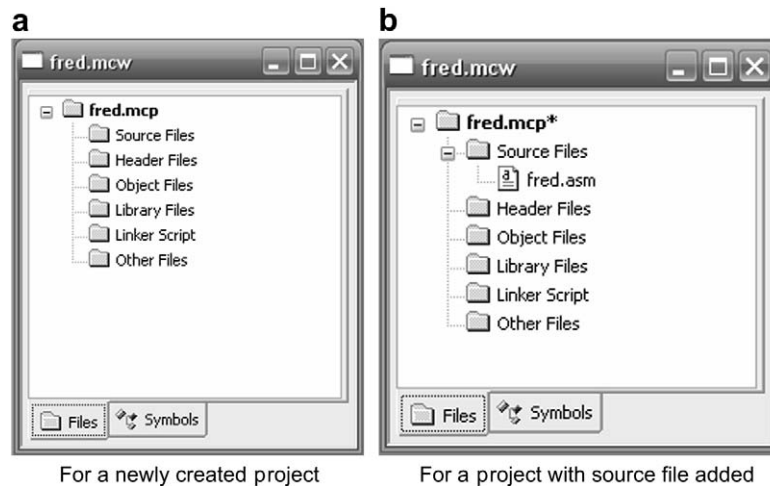 a
fred.mcw
fred.mcp
Source Files
Header Files
Object Files
Library Files
Linker Script
Other Files
Files
Symbols
For a newly created project
b
fred.mcw
fred.mcp*
Source Files
a
fred.asm
Header Files
Object Files
Library Files
Linker Script
Other Files
Files
Symbols
For a project with source file added